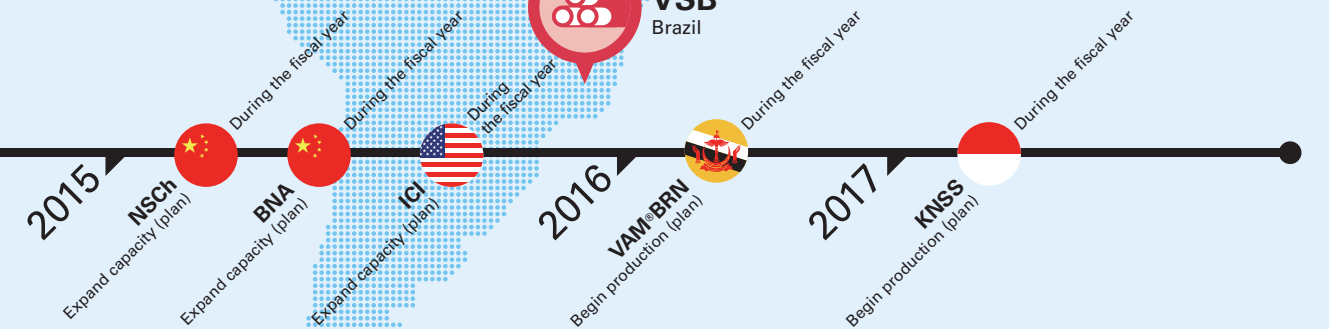 VSB
Brazil
2015
During the fiscal year
NSCh
Expand capacity (plan)
During the fiscal year
BNA
Expand capacity (plan)
During
the fiscal year
ICI
Expand capacity (plan)
2016
During the fiscal year
VAM®BRN
Begin production (plan)
2017
During the fiscal year
KNSS
Begin production (plan)